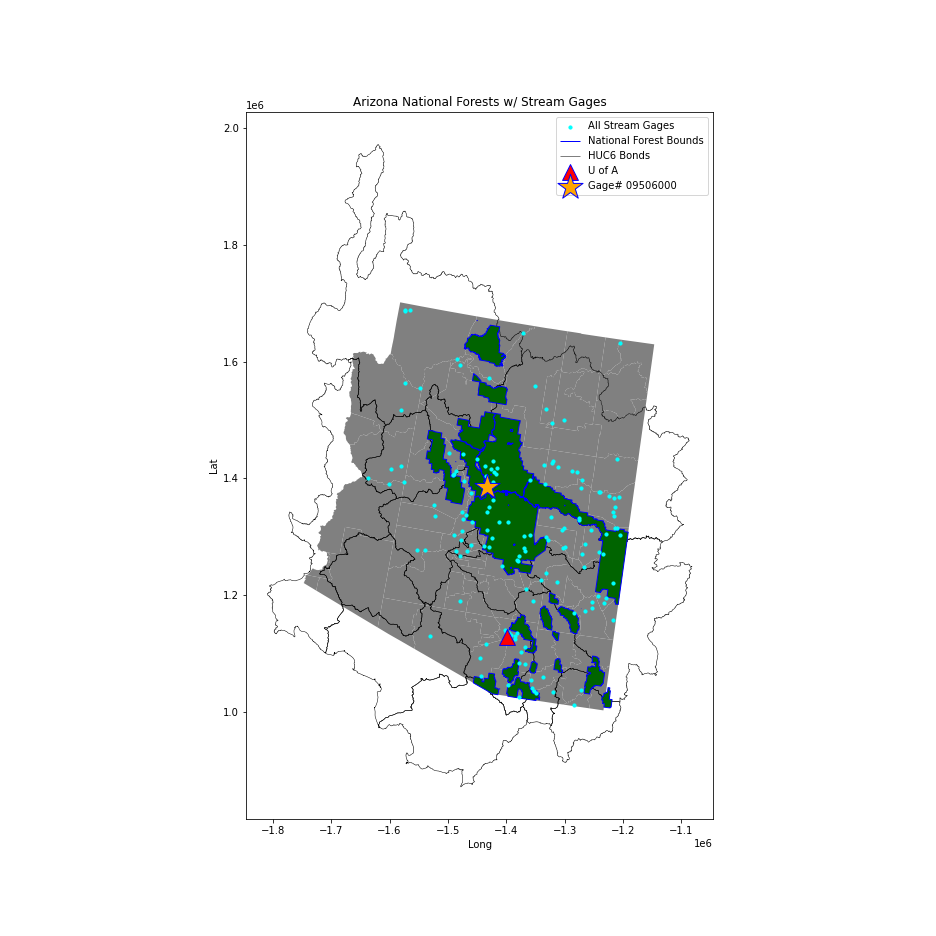 Arizona National Forests w/ Stream Gages
1e6
All Stream Gages
National Forest Bounds
HUC6 Bonds
U of A
Gage# 09506000
2.0
1.8
1.6
1.4
1.2
1.0
Lat
−1.8 −1.7 −1.6 −1.5 −1.4 −1.3 −1.2 −1.1
Long
1e6